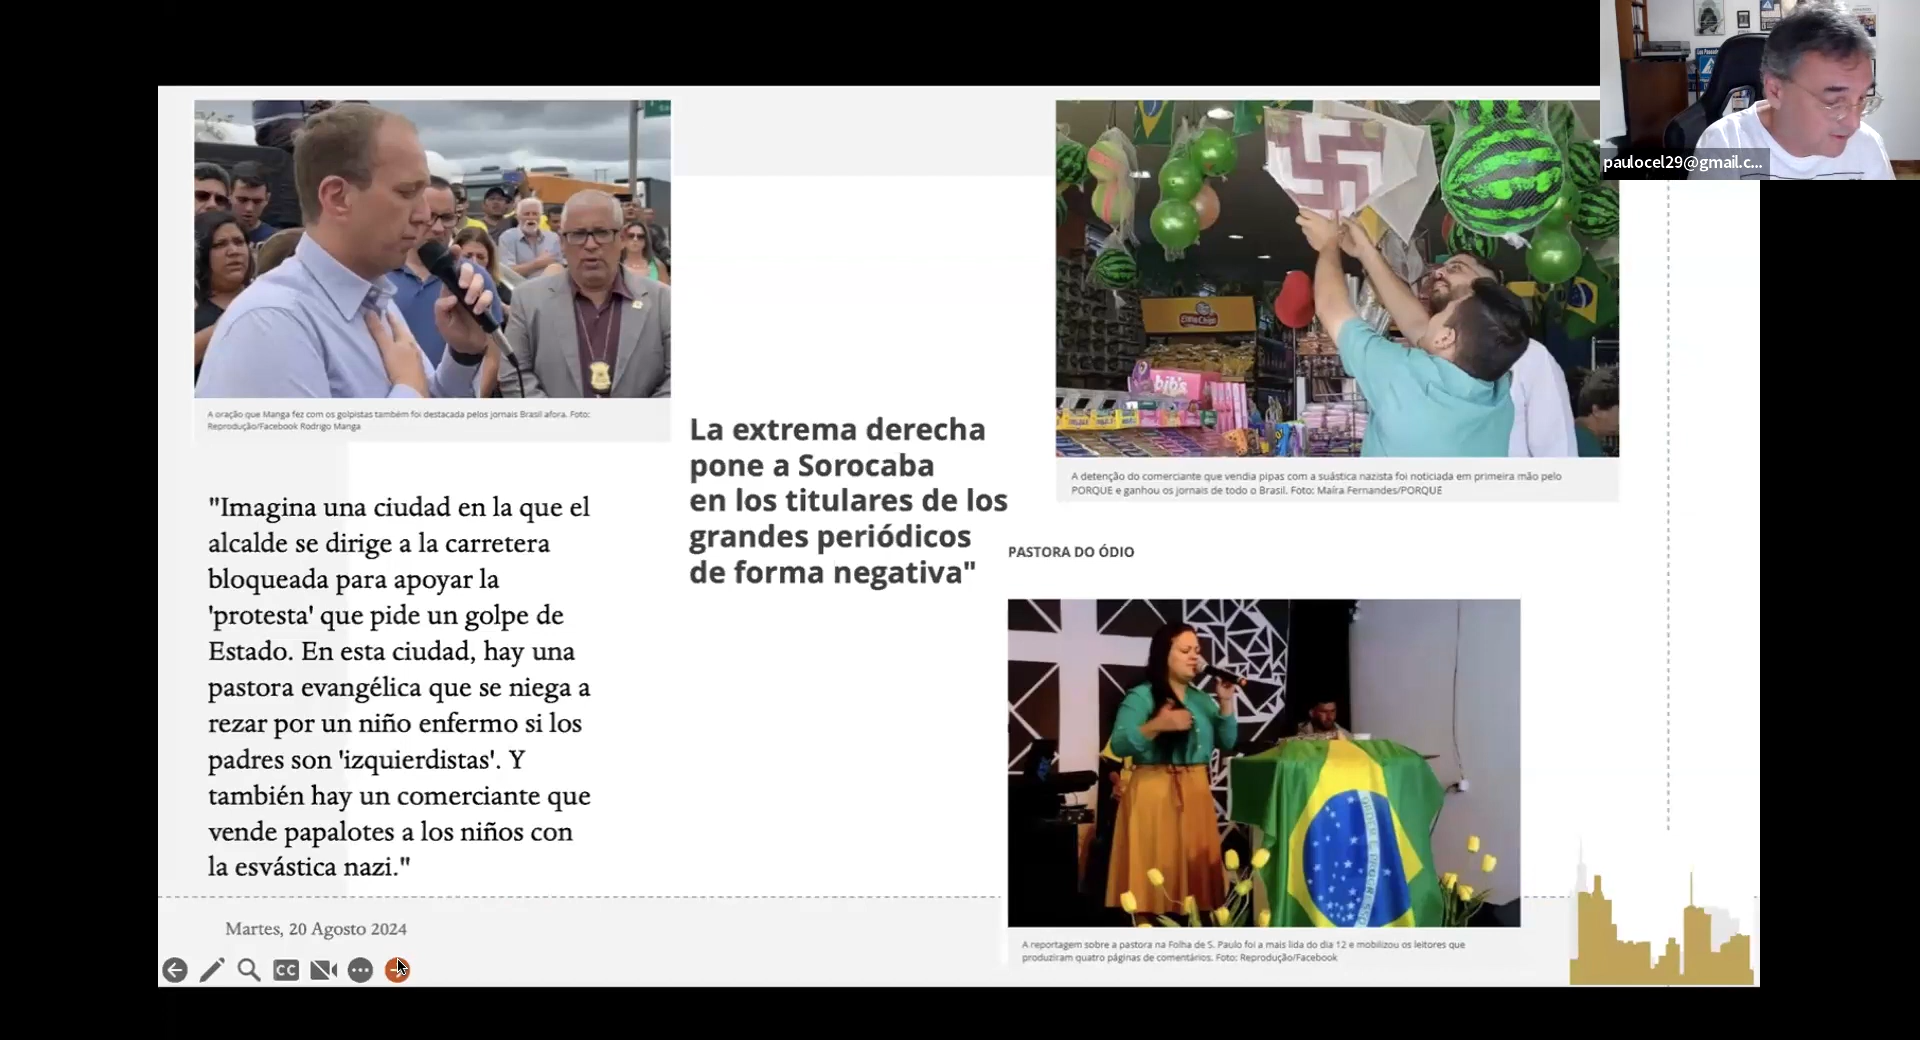 paulocel29@gmail.c...
A oração que Manga fez com os golpistas também foi destacada pelos jornais Brasil afora. Foto:
Reprodução/Facebook Rodrigo Manga
"Imagina una ciudad en la que el
alcalde se dirige a la carretera
bloqueada para apoyar la
'protesta' que pide un golpe de
Estado. En esta ciudad, hay una
pastora evangélica que se niega a
rezar por un niño enfermo si los
padres son 'izquierdistas'. Y
también hay un comerciante que
vende papalotes a los niños con
la esvástica nazi."
La extrema derecha
pone a Sorocaba
en los titulares de los
grandes periódicos
de forma negativa"
bib's
A detenção do comerciante que vendia pipas com a suástica nazista foi noticiada em primeira mão pelo
PORQUE e ganhou os jornais de todo o Brasil. Foto: Maíra Fernandes/PORQUE
PASTORA DO ÓDIO
A reportagem sobre a pastora na Folha de S. Paulo foi a mais lida do dia 12 e mobilizou os leitores que
produziram quatro páginas de comentários. Foto: Reprodução/Facebook
Martes, 20 Agosto 2024
CC